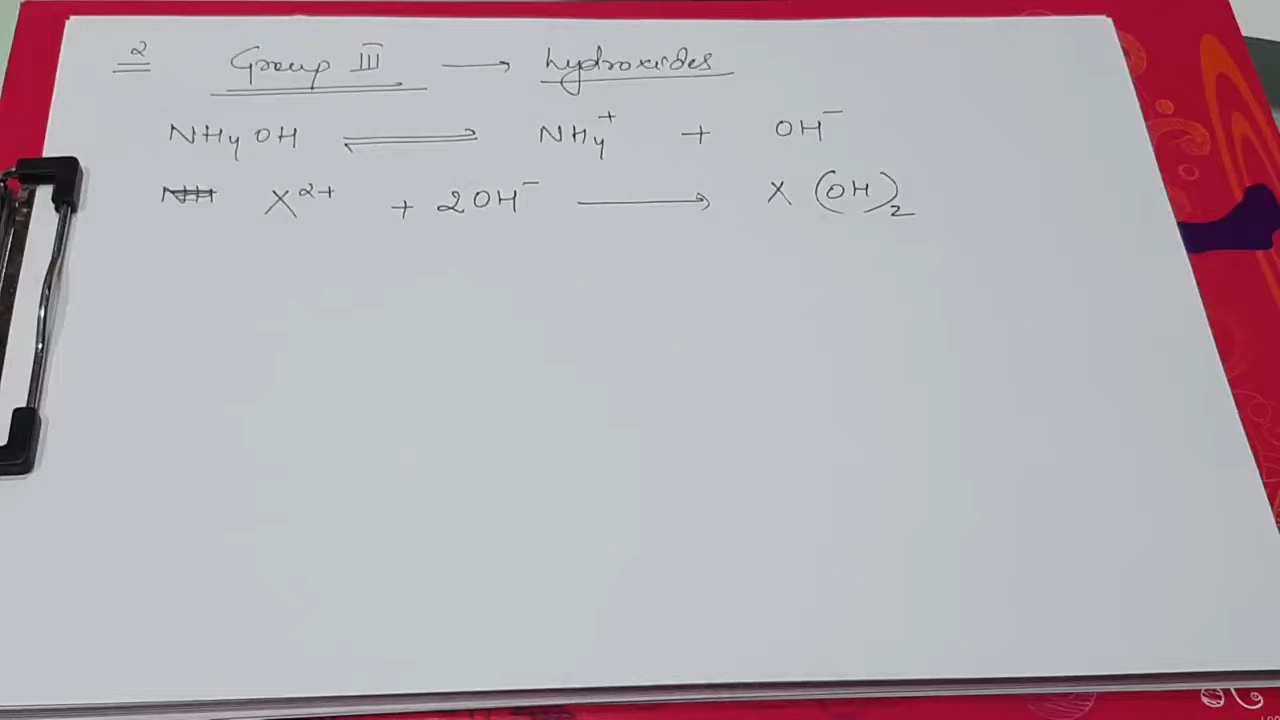 2 Group III → hydroxides
NH4OH ⇌ NH4+ + OH−
X2+ + 2OH− → X (OH)2